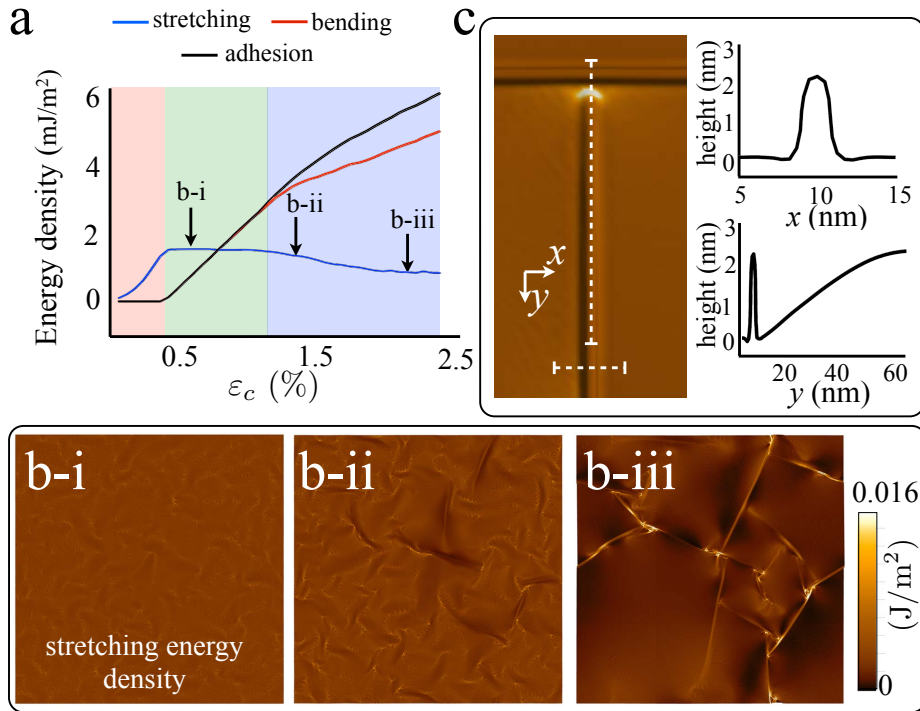 a
stretching
bending
adhesion
Energy density (mJ/m²)
6
4
2
0
b-i
b-ii
b-iii
0.5
1.5
2.5
εc (%)
c
x
y
height (nm)
3
2
1
0
5
10
15
x (nm)
height (nm)
3
2
1
0
20
40
60
y (nm)
b-i
stretching energy
density
b-ii
b-iii
0.016
(J/m²)
0